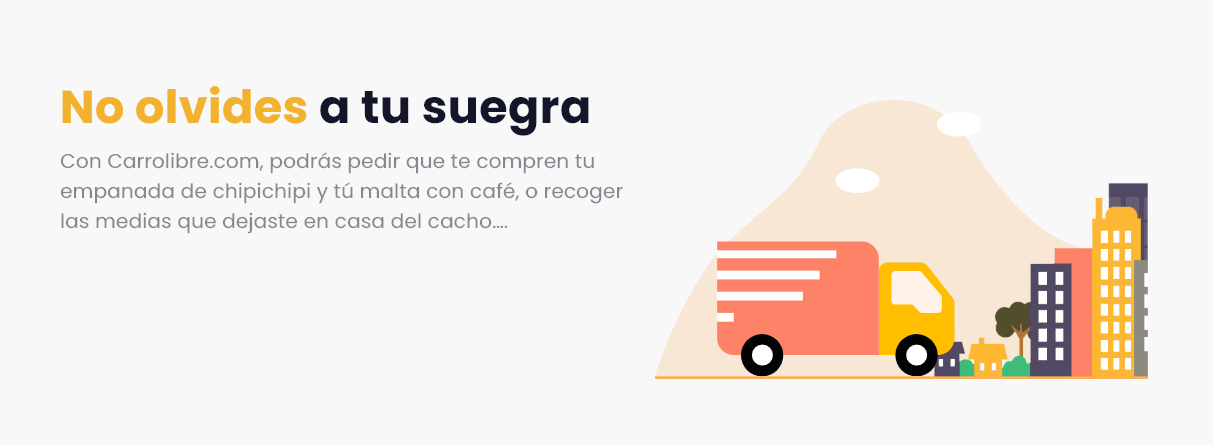 No olvides a tu suegra
Con Carrolibre.com, podrás pedir que te compren tu
empanada de chipichipi y tú malta con café, o recoger
las medias que dejaste en casa del cacho....